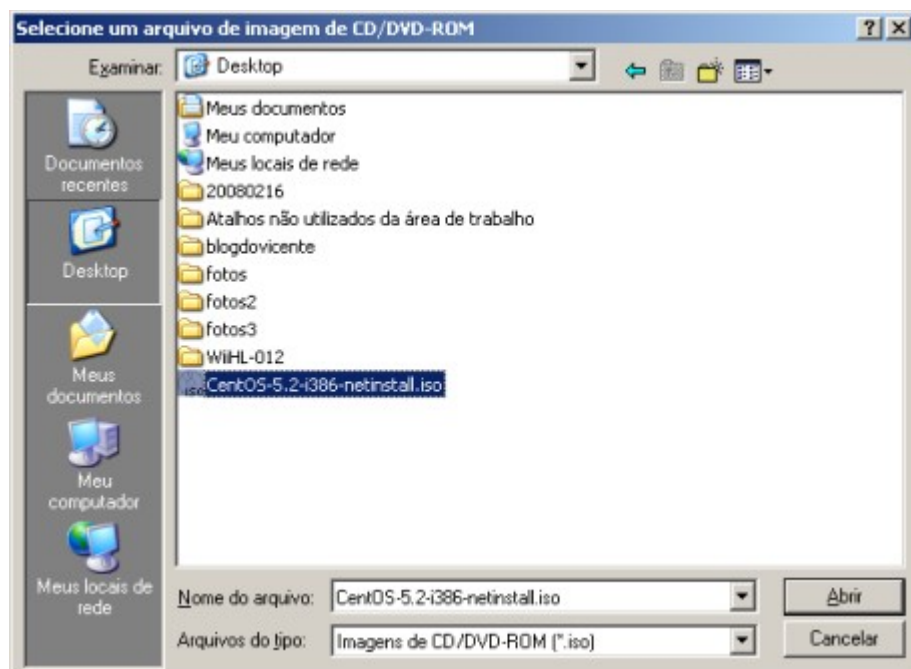 Selecione um arquivo de imagem de CD/DVD-ROM
Examinar:
Desktop
Documentos
recentes
Desktop
Meus
documentos
Meu
computador
Meus locais de
rede
Meus documentos
Meu computador
Meus locais de rede
20080216
Atalhos não utilizados da área de trabalho
blogdovicente
fotos
fotos2
fotos3
WiiHL-012
CentOS-5.2-i386-netinstall.iso
Nome do arquivo:
CentOS-5.2-i386-netinstall.iso
Abrir
Arquivos do tipo:
Imagens de CD/DVD-ROM (*.iso)
Cancelar